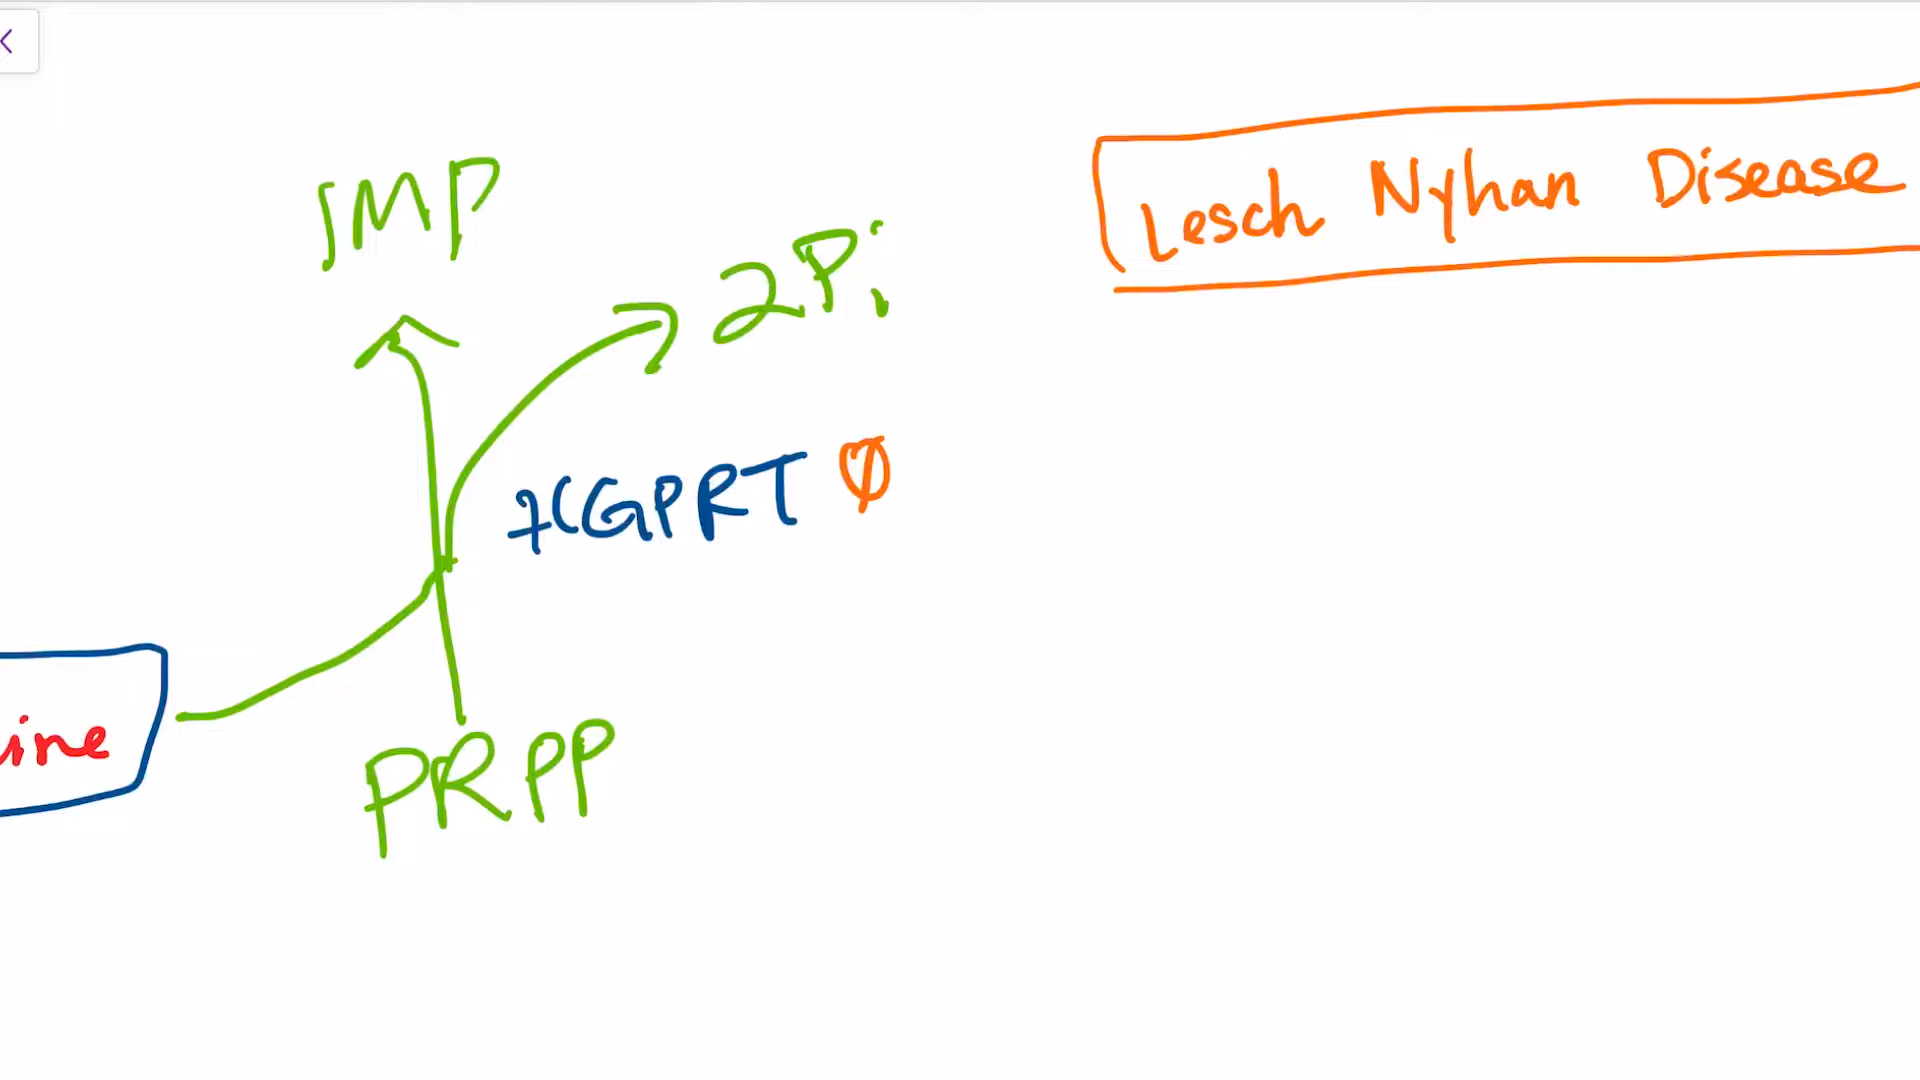 Lesch Nyhan Disease
IMP
2Pi
HGPRT Ø
ine
PRPP